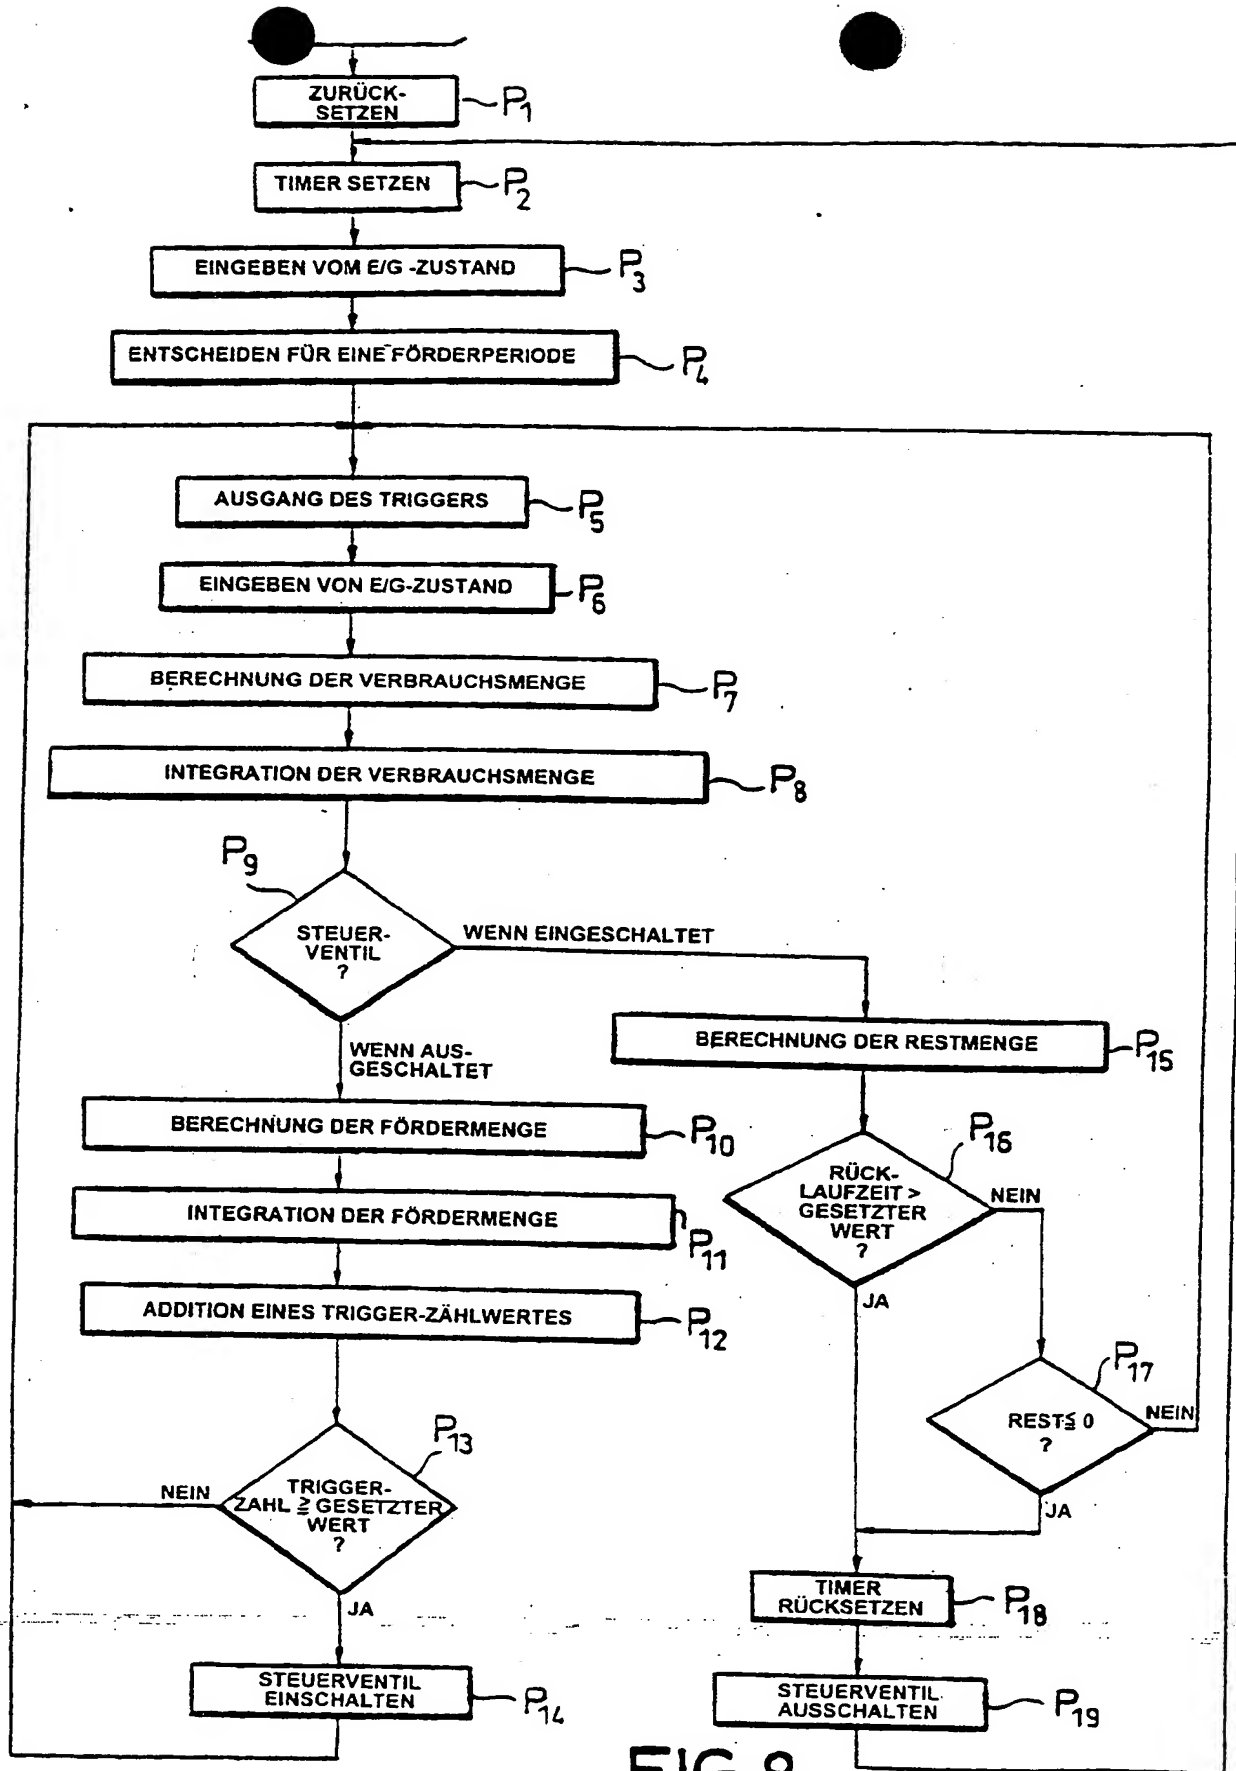 ZURÜCK-
SETZEN
P1
TIMER SETZEN
P2
EINGEBEN VOM E/G -ZUSTAND
P3
ENTSCHEIDEN FÜR EINE FÖRDERPERIODE
P4
AUSGANG DES TRIGGERS
P5
EINGEBEN VON E/G-ZUSTAND
P6
BERECHNUNG DER VERBRAUCHSMENGE
P7
INTEGRATION DER VERBRAUCHSMENGE
P8
P9
STEUER-
VENTIL
?
WENN EINGESCHALTET
WENN AUS-
GESCHALTET
BERECHNUNG DER FÖRDERMENGE
P10
INTEGRATION DER FÖRDERMENGE
P11
ADDITION EINES TRIGGER-ZÄHLWERTES
P12
P13
TRIGGER-
ZAHL ≧ GESETZTER
WERT
?
NEIN
JA
STEUERVENTIL
EINSCHALTEN
P14
BERECHNUNG DER RESTMENGE
P15
P16
RÜCK-
LAUFZEIT >
GESETZTER
WERT
?
NEIN
JA
P17
REST ≦ 0
?
NEIN
JA
TIMER
RÜCKSETZEN
P18
STEUERVENTIL
AUSSCHALTEN
P19